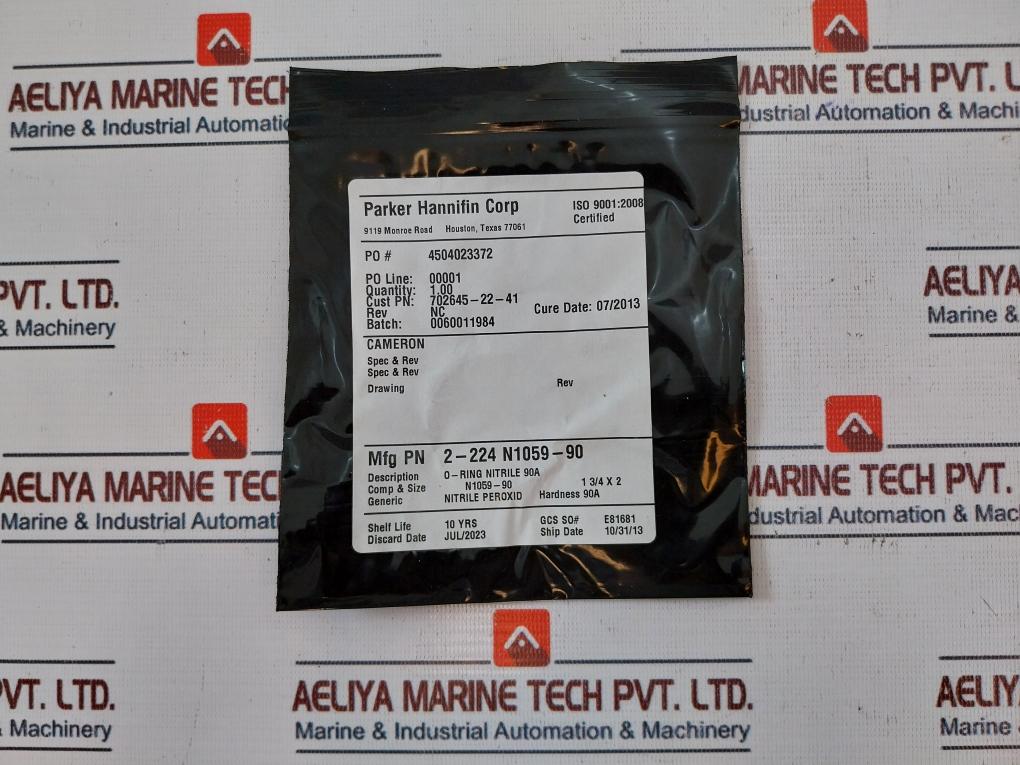 AELIYA MARINE TECH
Marine & Industrial Automatio
MARINE TECH PVT. L
dustrial Automation & Machi
Parker Hannifin Corp ISO 9001:2008
Certified
9119 Monroe Road Houston, Texas 77061
PO # 4504023372
PO Line: 00001
Quantity: 1.00
Cust PN: 702645-22-41 Cure Date: 07/2013
Rev NC
Batch: 0060011984
CAMERON
Spec & Rev
Spec & Rev
Drawing Rev
Mfg PN 2-224 N1059-90
Description O-RING NITRILE 90A
Comp & Size N1059-90 1 3/4 X 2
Generic NITRILE PEROXID Hardness 90A
Shelf Life 10 YRS GCS SO# E81681
Discard Date JUL/2023 Ship Date 10/31/13
PVT. LTD.
& Machinery
AELIYA
Marine &
AELIYA MARINE TECH
Marine & Industrial Automati
MARINE TECH PVT.
dustrial Automation & Mac
PVT. LTD.
& Machinery
AELIYA MARINE TECH PVT. LTD.
Marine & Industrial Automation & Machinery
AELIY
Marine